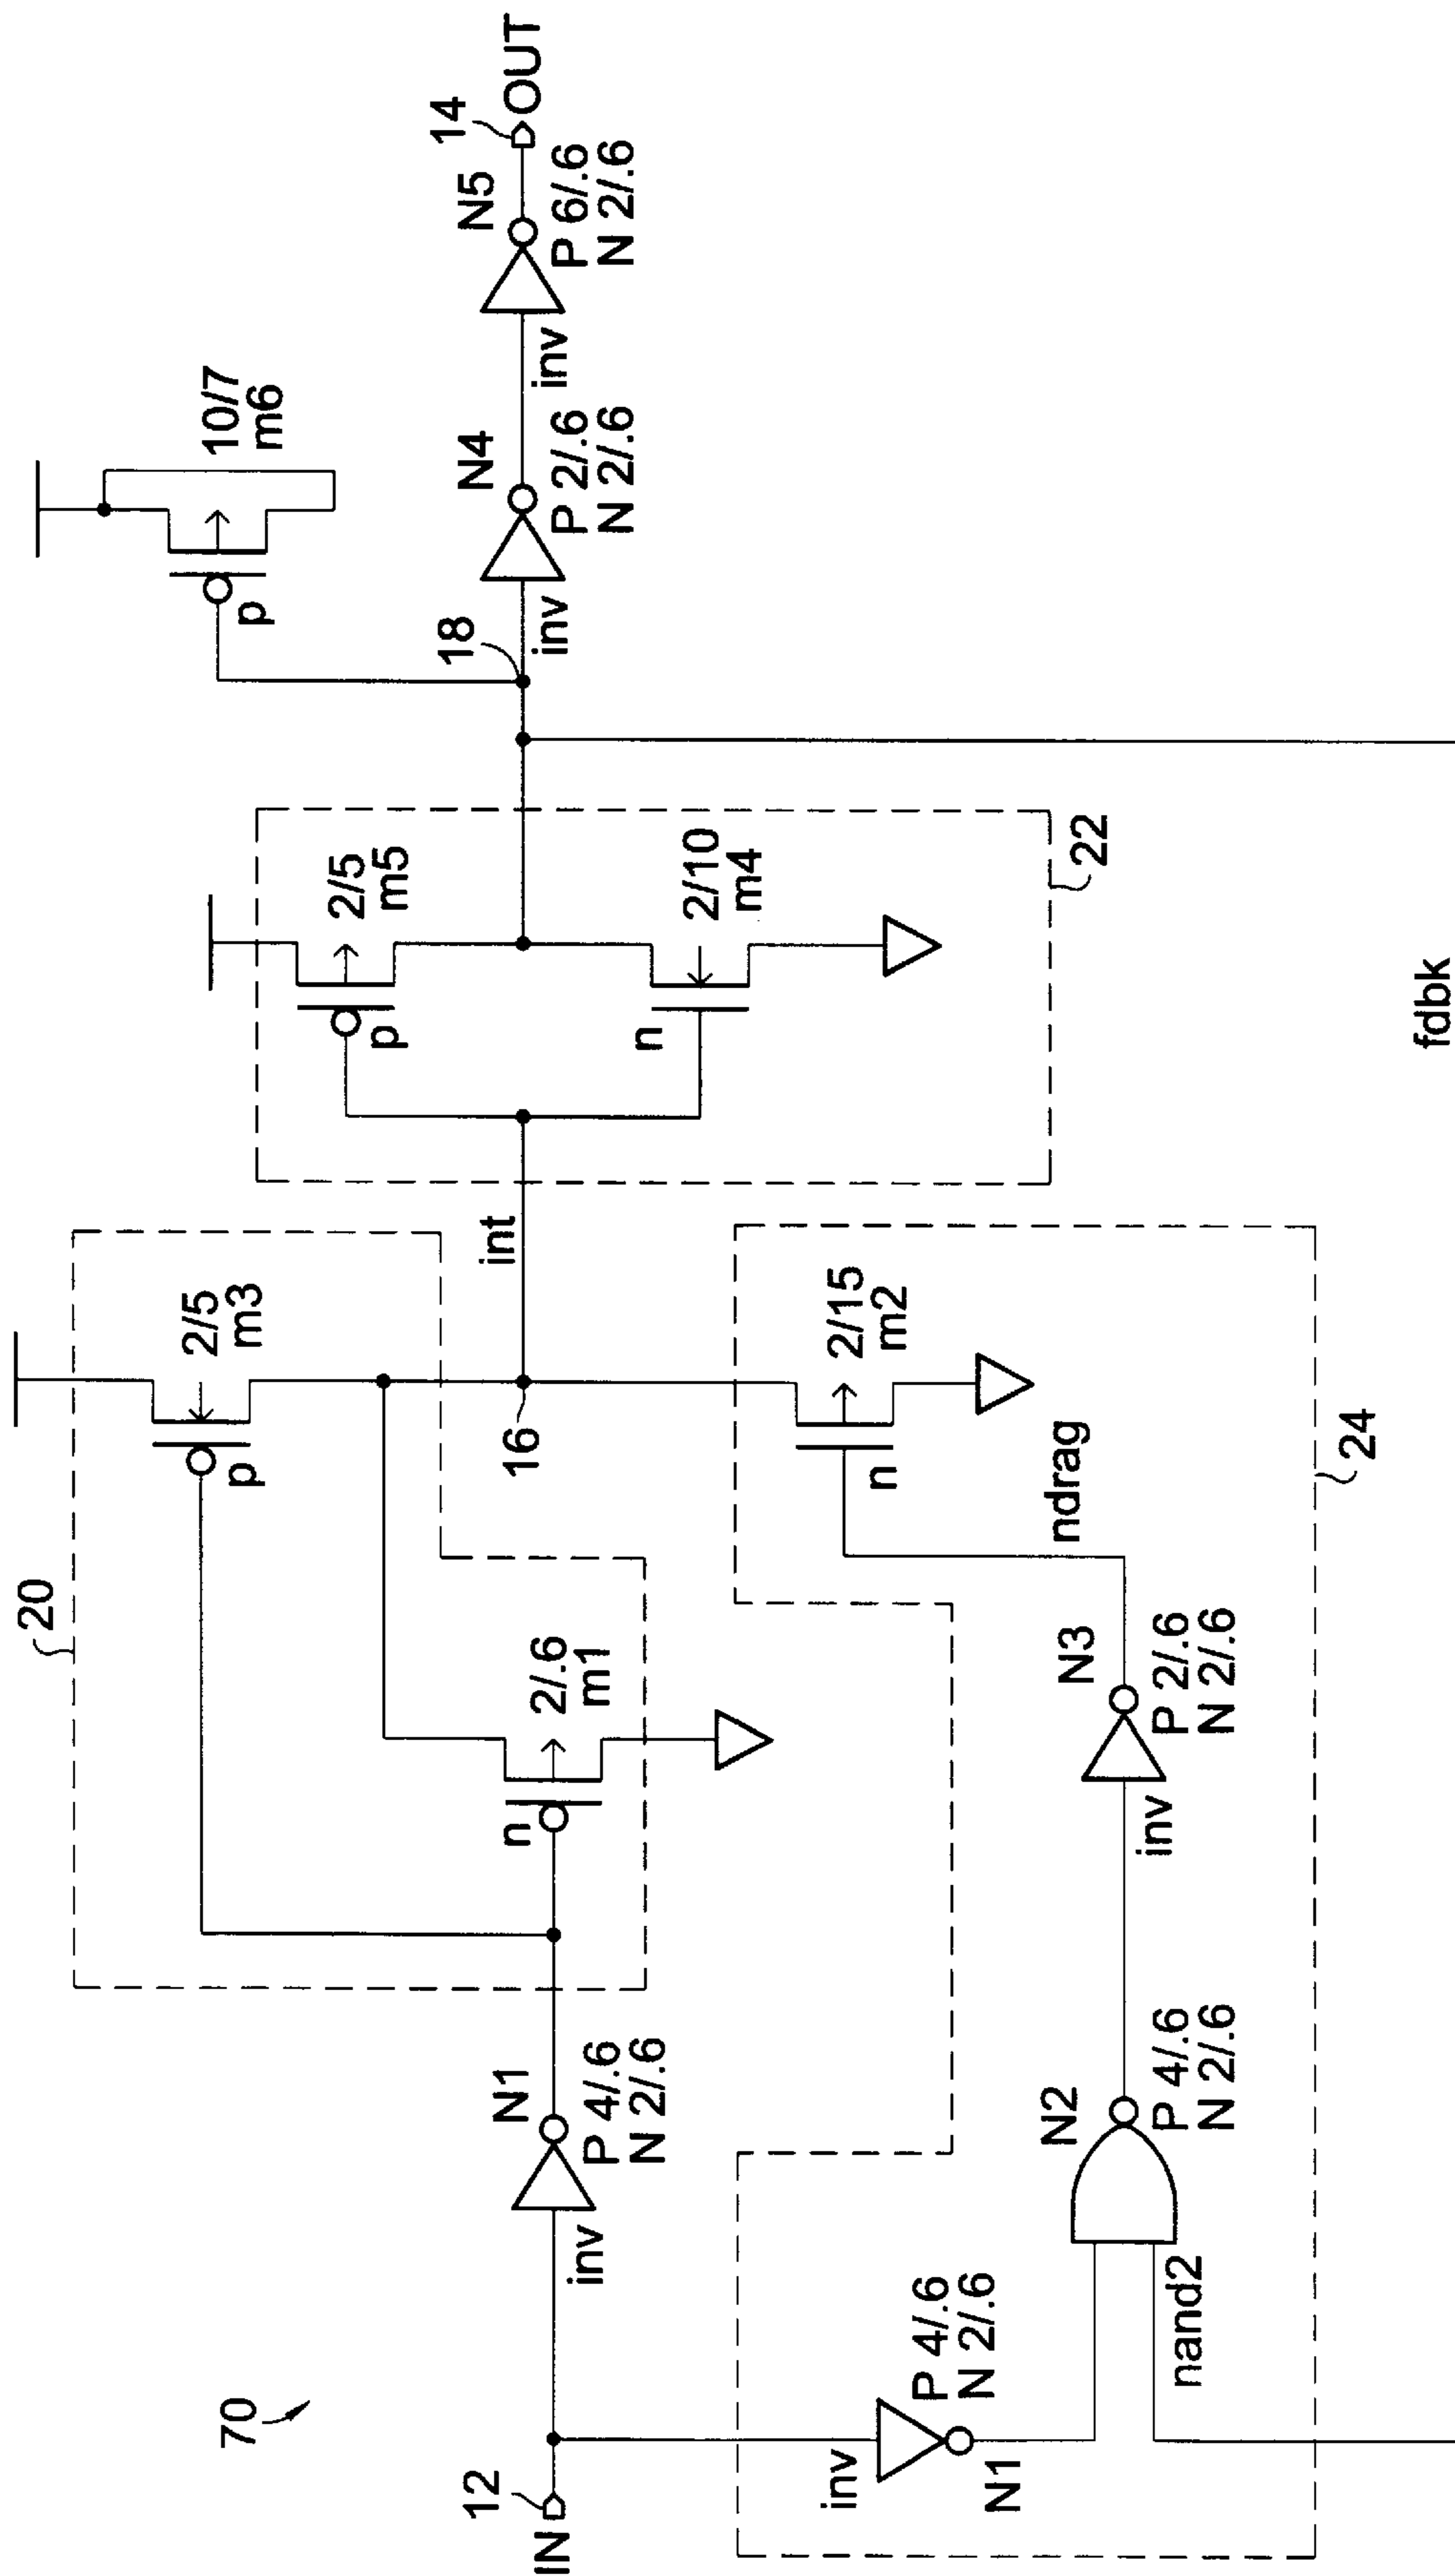 70
IN
12
inv
N1
P 4/.6
N 2/.6
20
n
2/.6
m1
p
2/5
m3
16
int
p
2/5
m5
n
2/10
m4
22
18
p
10/7
m6
inv
N4
P 2/.6
N 2/.6
inv
N5
P 6/.6
N 2/.6
14
OUT
inv
N1
P 4/.6
N 2/.6
nand2
N2
P 4/.6
N 2/.6
inv
N3
P 2/.6
N 2/.6
ndrag
n
2/15
m2
24
fdbk